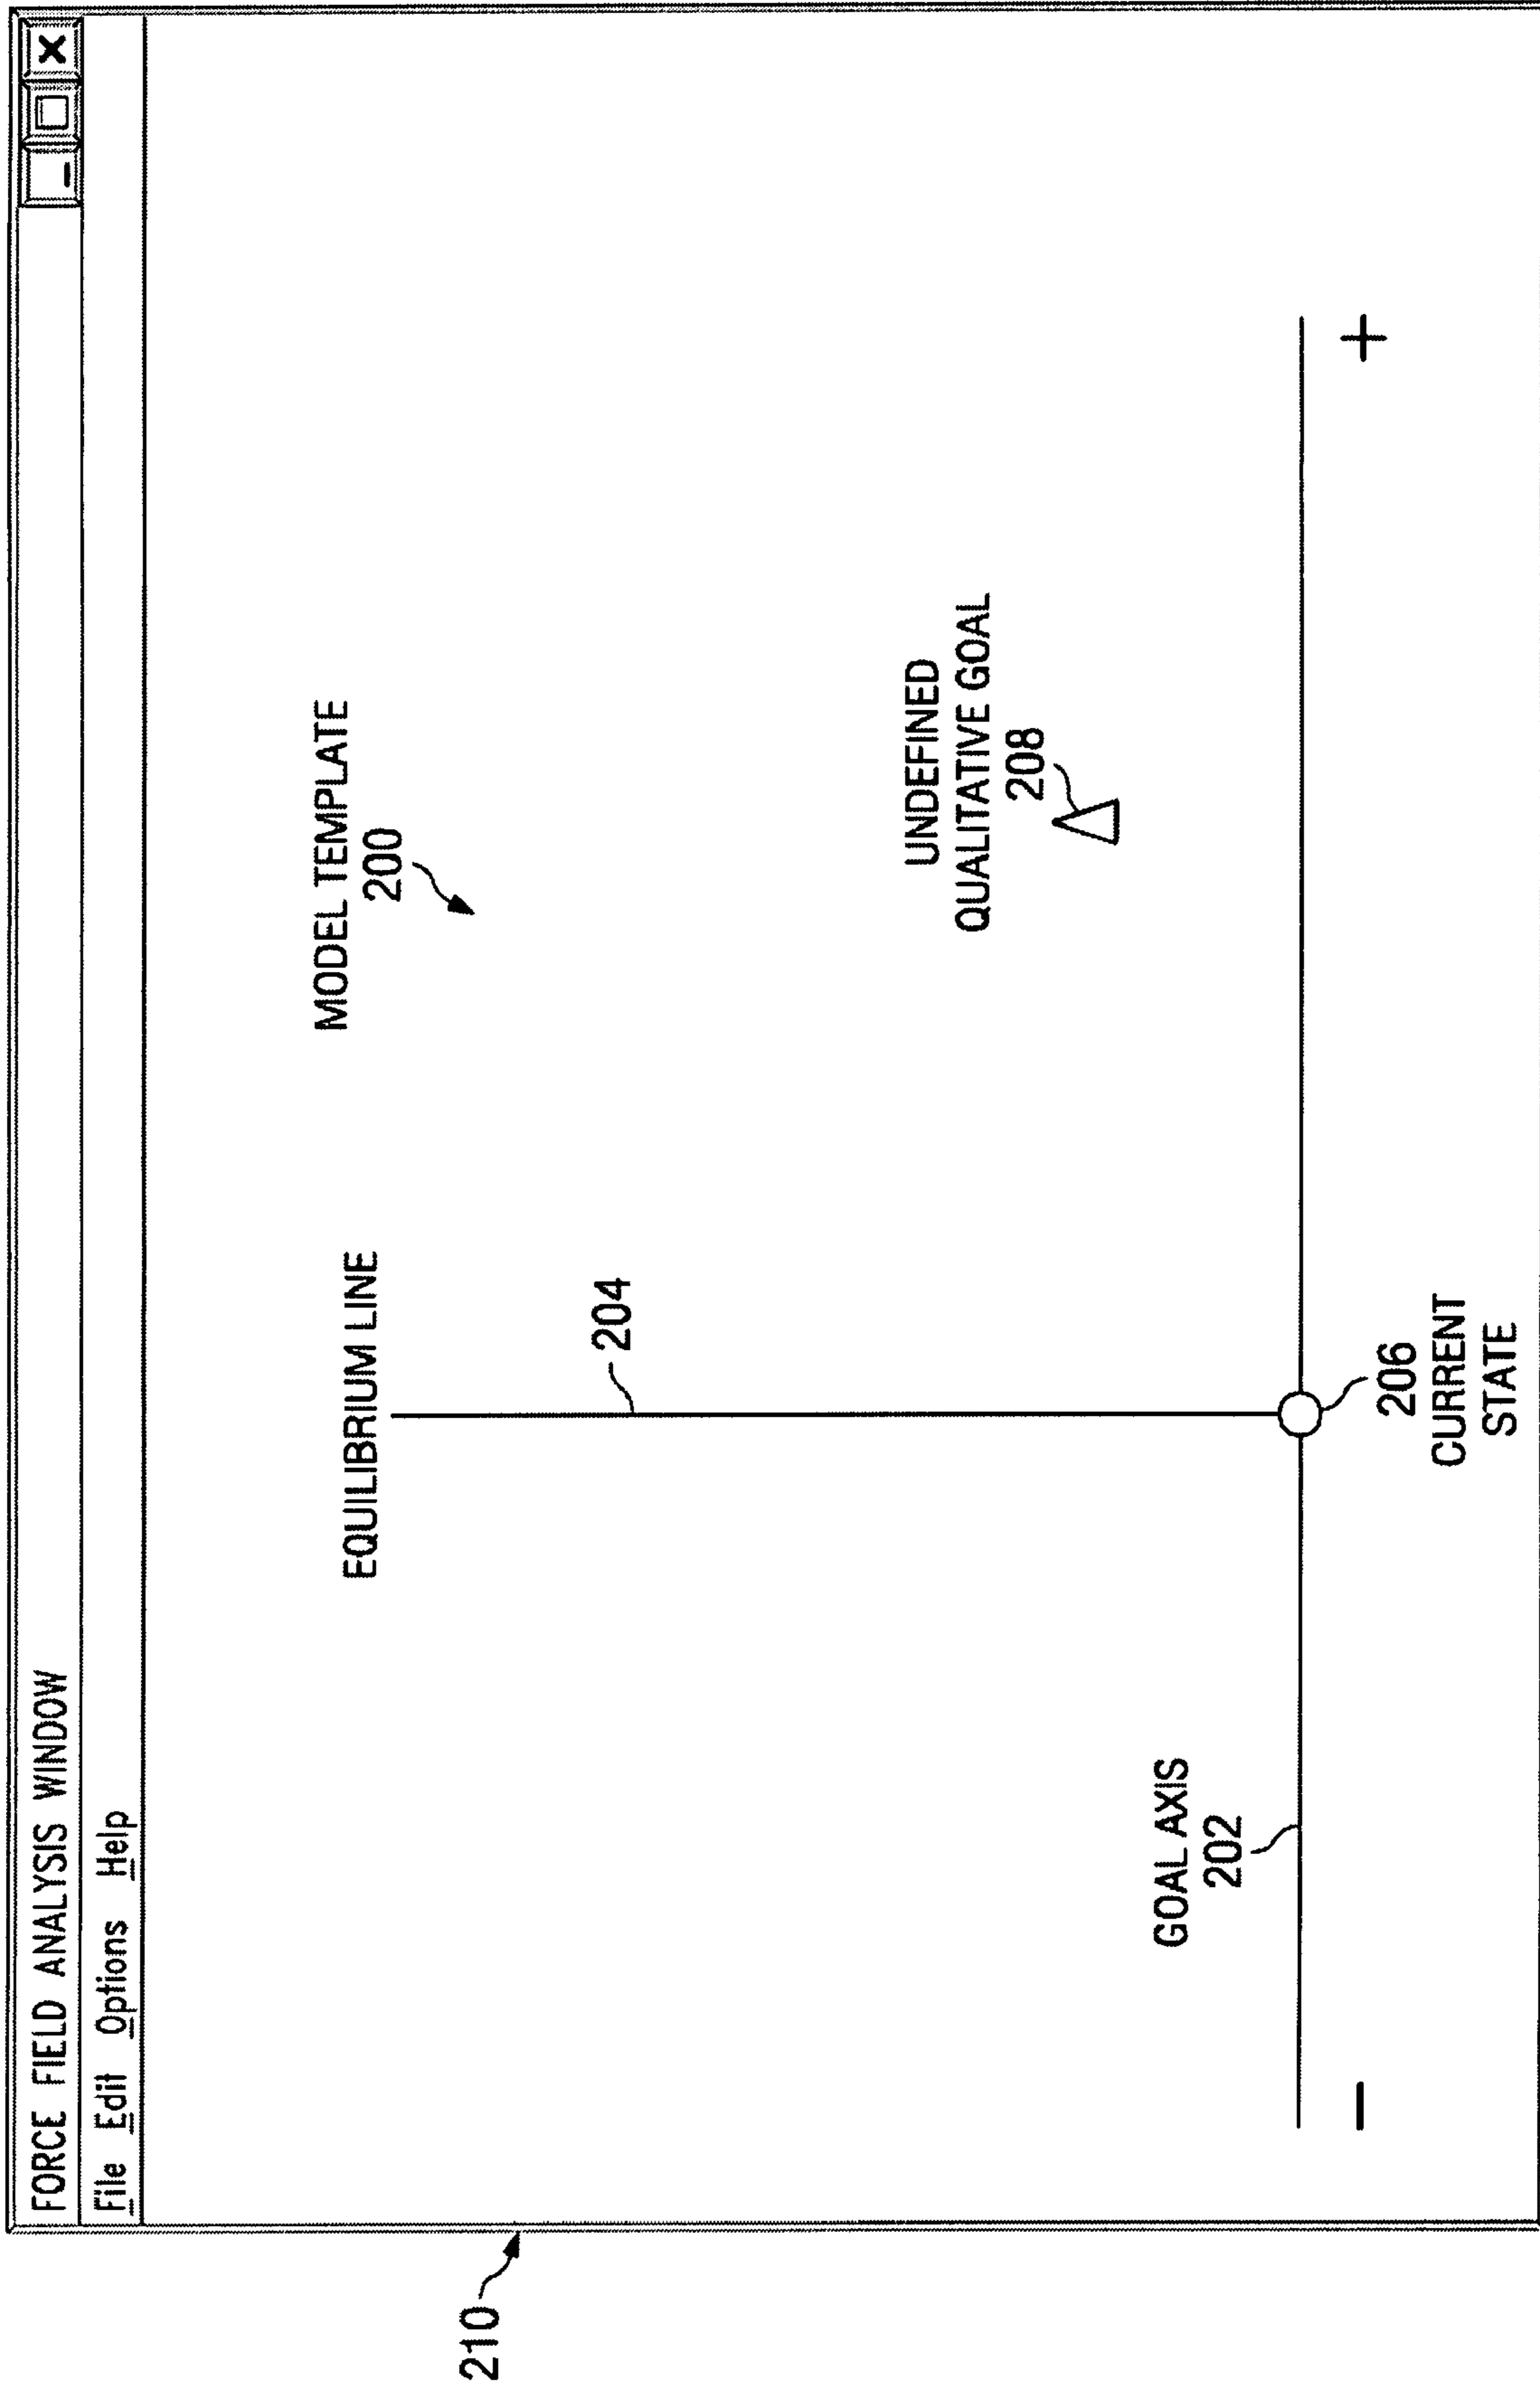 FORCE FIELD ANALYSIS WINDOW
File Edit Options Help
210
MODEL TEMPLATE
200
EQUILIBRIUM LINE
204
UNDEFINED
QUALITATIVE GOAL
208
GOAL AXIS
202
− +
206
CURRENT
STATE